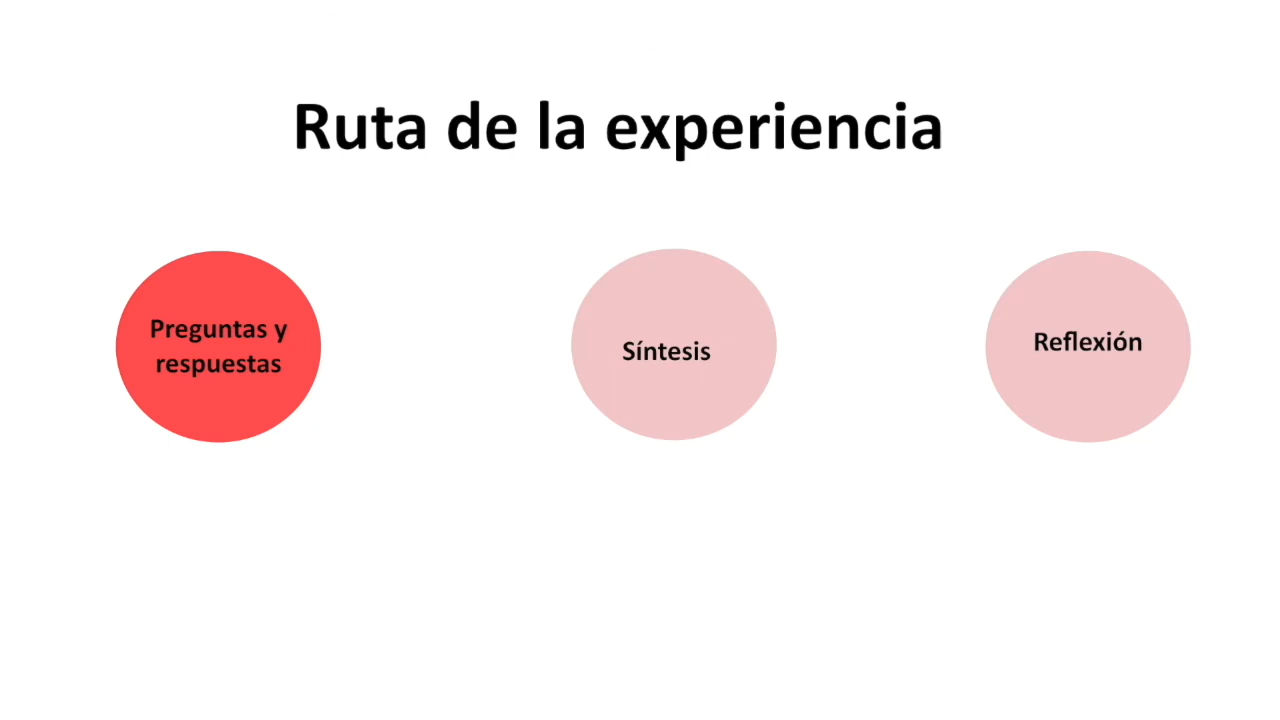 Ruta de la experiencia
Preguntas y
respuestas
Síntesis
Reflexión